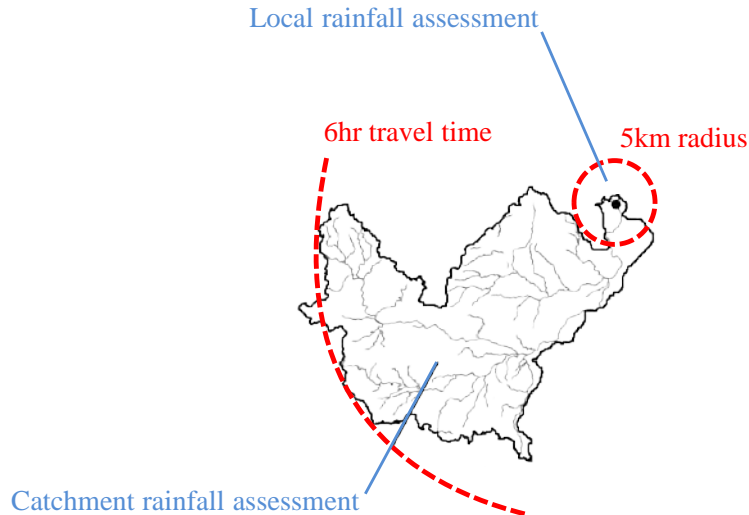 Local rainfall assessment
6hr travel time
5km radius
Catchment rainfall assessment